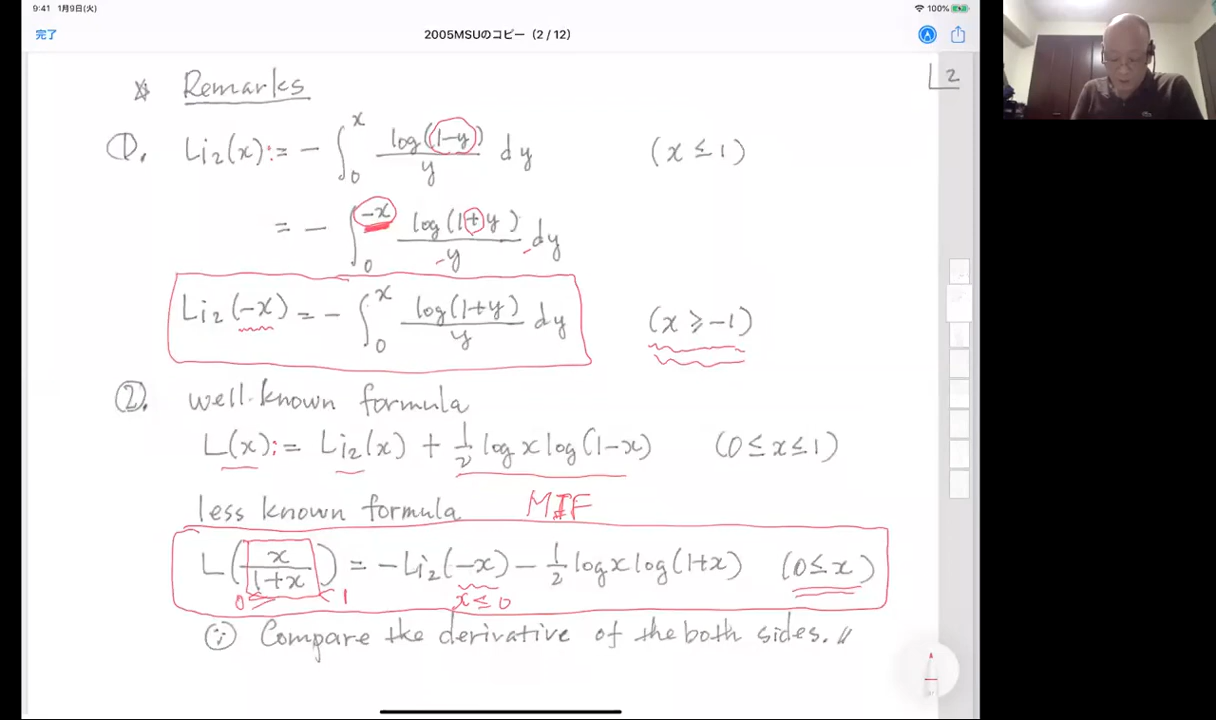 9:41 1月9日(火)
100%
完了
2005MSUのコピー (2 / 12)
2
☆ Remarks
①. Li₂(x) := - ∫₀ˣ log(1-y)/y dy (x ≤ 1)
= - ∫₀⁻ˣ log(1+y)/-y -dy
Li₂(-x) = - ∫₀ˣ log(1+y)/y dy (x ≥ -1)
②. well-known formula
L(x) := Li₂(x) + 1/2 log x log(1-x) (0 ≤ x ≤ 1)
less known formula MIF
L(x/(1+x)) = -Li₂(-x) - 1/2 log x log(1+x) (0 ≤ x)
0 ≤ < 1 x ≤ 0
∵ Compare the derivative of the both sides. //